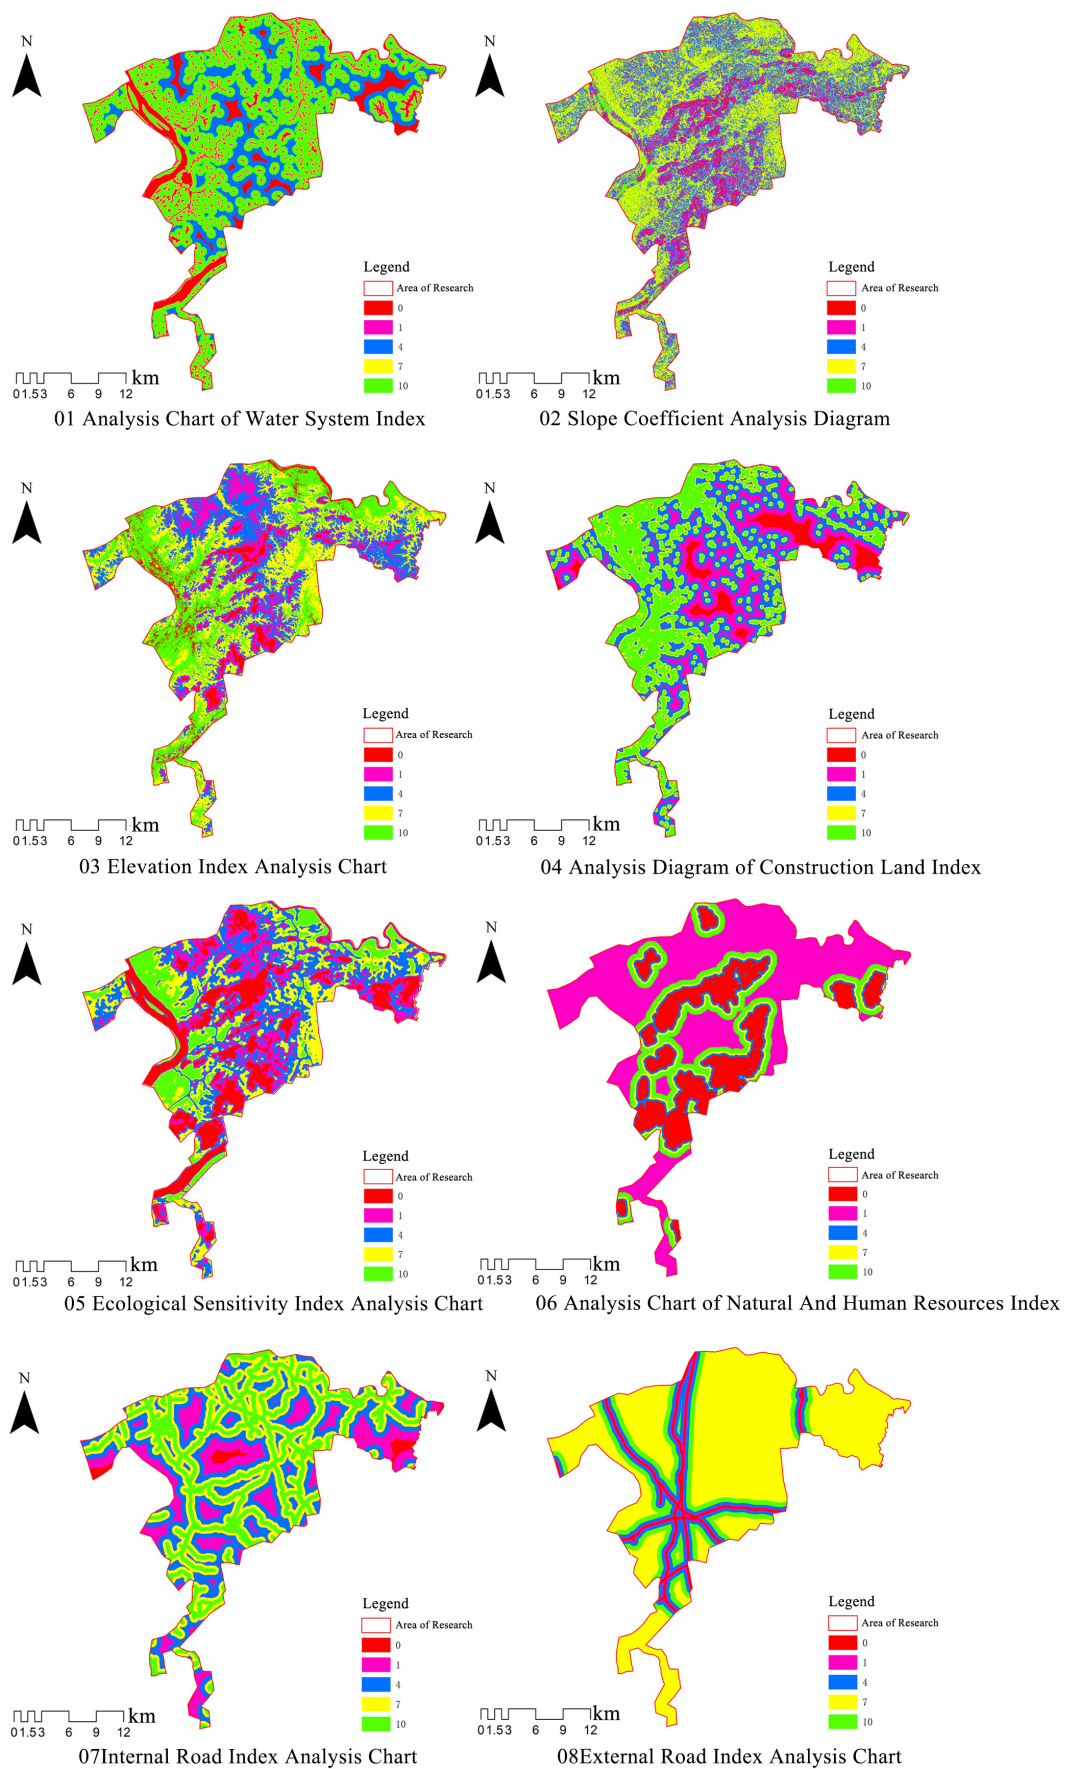 N
N
Legend
Area of Research
0
1
4
7
10
km
0 1.5 3 6 9 12
01 Analysis Chart of Water System Index
Legend
Area of Research
0
1
4
7
10
km
0 1.5 3 6 9 12
02 Slope Coefficient Analysis Diagram
N
N
Legend
Area of Research
0
1
4
7
10
km
0 1.5 3 6 9 12
03 Elevation Index Analysis Chart
Legend
Area of Research
0
1
4
7
10
km
0 1.5 3 6 9 12
04 Analysis Diagram of Construction Land Index
N
N
Legend
Area of Research
0
1
4
7
10
km
0 1.5 3 6 9 12
05 Ecological Sensitivity Index Analysis Chart
Legend
Area of Research
0
1
4
7
10
km
0 1.5 3 6 9 12
06 Analysis Chart of Natural And Human Resources Index
N
N
Legend
Area of Research
0
1
4
7
10
km
0 1.5 3 6 9 12
07Internal Road Index Analysis Chart
Legend
Area of Research
0
1
4
7
10
km
0 1.5 3 6 9 12
08External Road Index Analysis Chart